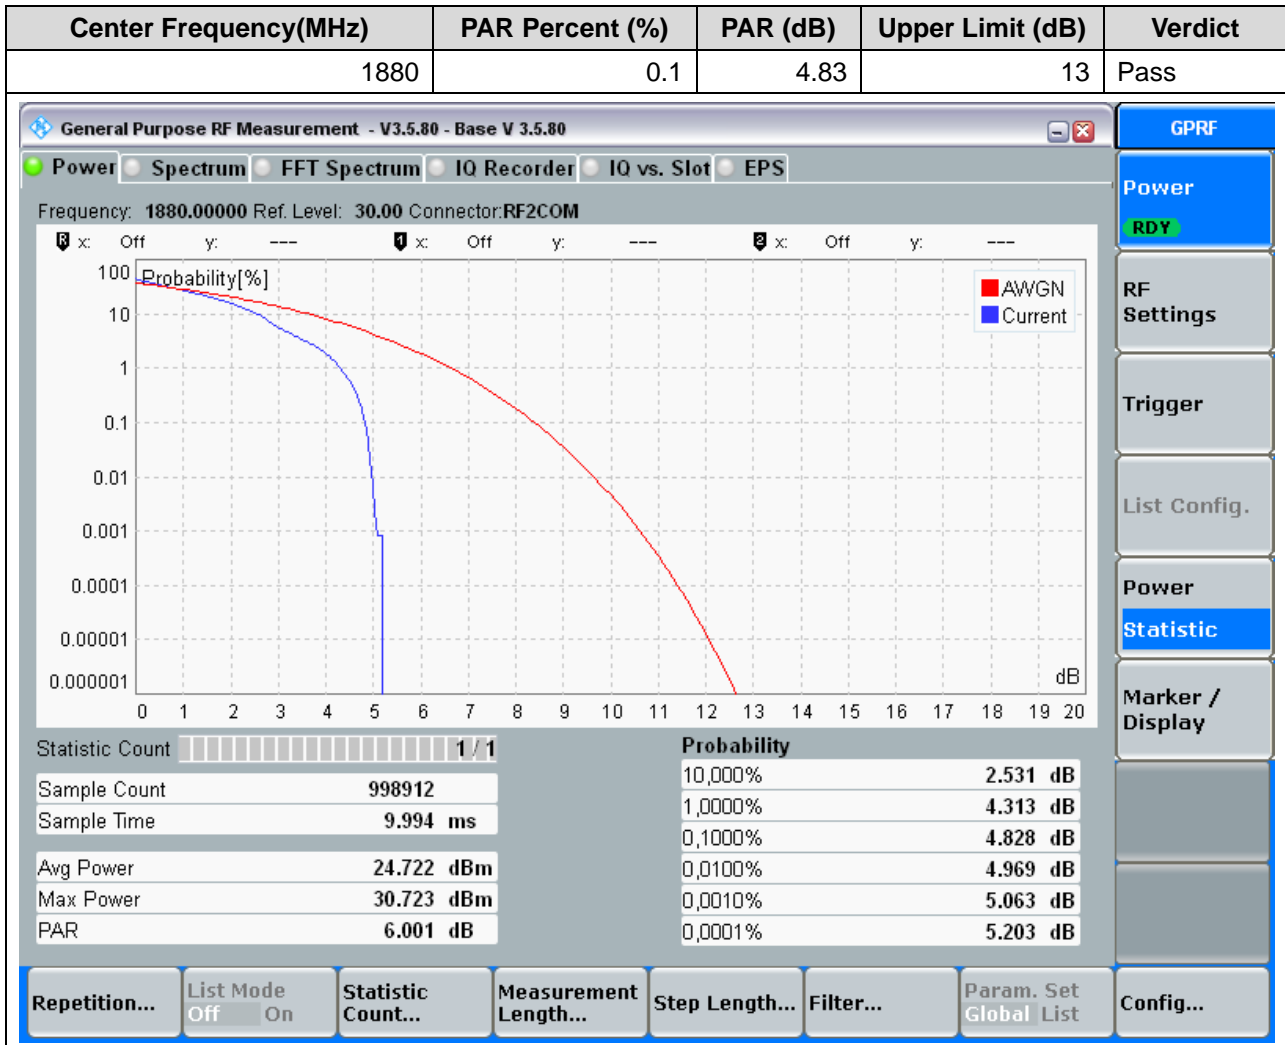 Center Frequency(MHz) PAR Percent (%) PAR (dB) Upper Limit (dB) Verdict
1880 0.1 4.83 13 Pass
General Purpose RF Measurement - V3.5.80 - Base V 3.5.80
GPRF
Power Spectrum FFT Spectrum IQ Recorder IQ vs. Slot EPS
Frequency: 1880.00000 Ref. Level: 30.00 Connector:RF2COM
R x: Off y: --- 1 x: Off y: --- 2 x: Off y: ---
Probability[%]
AWGN
Current
100
10
1
0.1
0.01
0.001
0.0001
0.00001
0.000001
dB
0 1 2 3 4 5 6 7 8 9 10 11 12 13 14 15 16 17 18 19 20
Statistic Count 1 / 1
Sample Count 998912
Sample Time 9.994 ms
Avg Power 24.722 dBm
Max Power 30.723 dBm
PAR 6.001 dB
Probability
10,000% 2.531 dB
1,0000% 4.313 dB
0,1000% 4.828 dB
0,0100% 4.969 dB
0,0010% 5.063 dB
0,0001% 5.203 dB
Power
RDY
RF
Settings
Trigger
List Config.
Power
Statistic
Marker /
Display
Repetition...
List Mode
Off On
Statistic
Count...
Measurement
Length...
Step Length...
Filter...
Param. Set
Global List
Config...